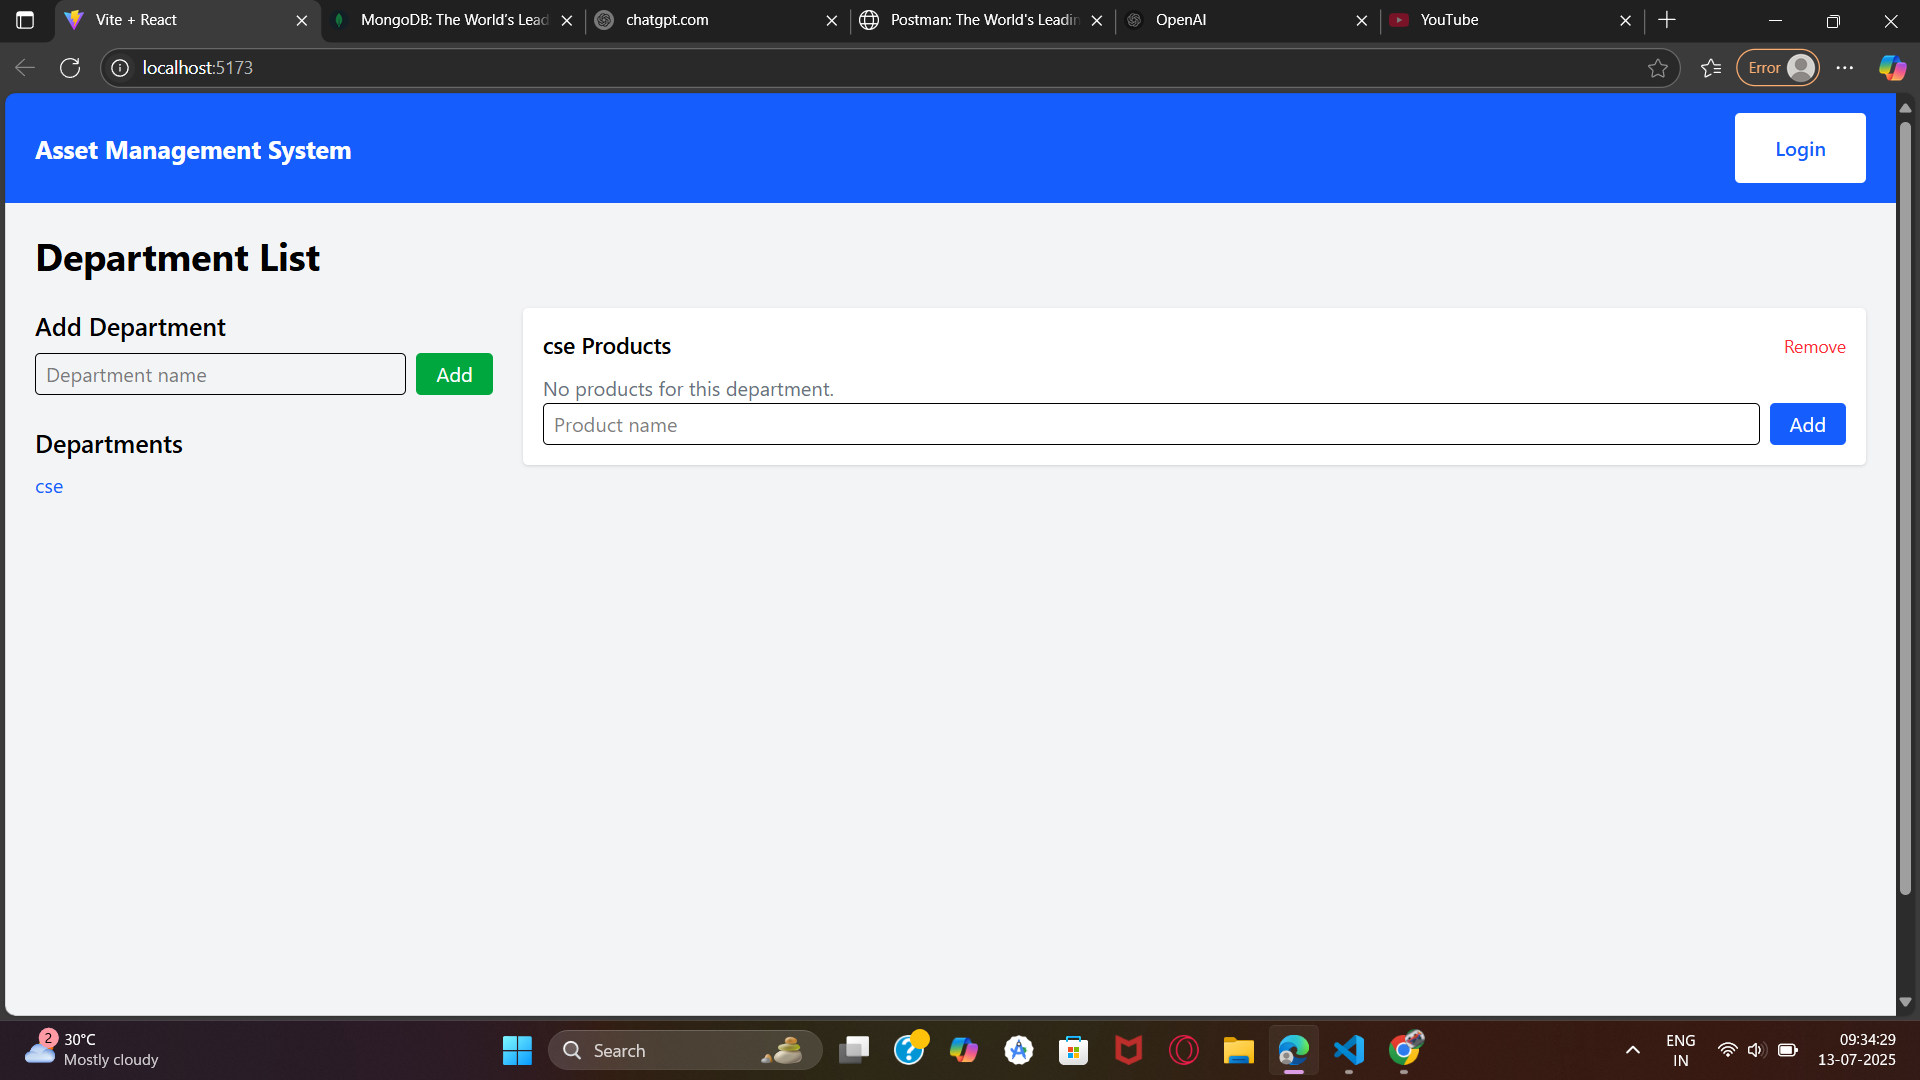 Vite + React
MongoDB: The World's Lead
chatgpt.com
Postman: The World's Leadin
OpenAI
YouTube
localhost:5173
Error
Asset Management System
Login
Department List
Add Department
Department name
Add
Departments
cse
cse Products
Remove
No products for this department.
Product name
Add
2
30°C
Mostly cloudy
Search
ENG
IN
09:34:29
13-07-2025